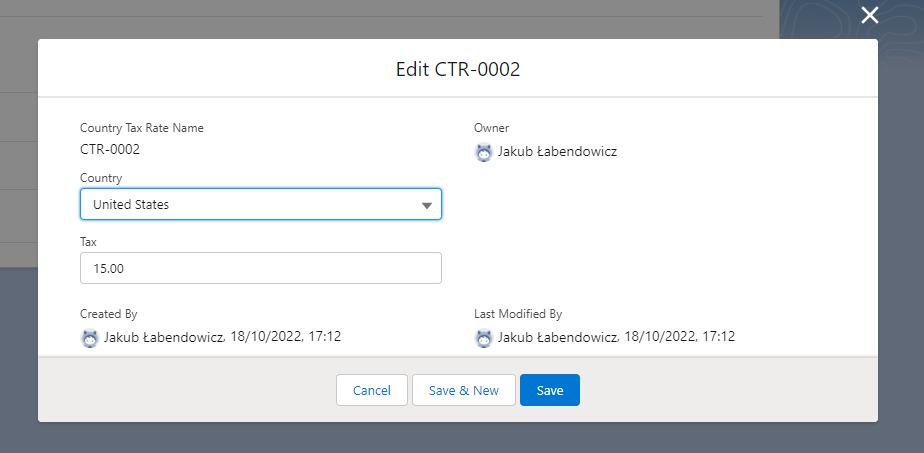 Edit CTR-0002
Country Tax Rate Name
CTR-0002
Owner
Jakub Łabendowicz
Country
United States
Tax
15.00
Created By
Jakub Łabendowicz, 18/10/2022, 17:12
Last Modified By
Jakub Łabendowicz, 18/10/2022, 17:12
Cancel
Save & New
Save